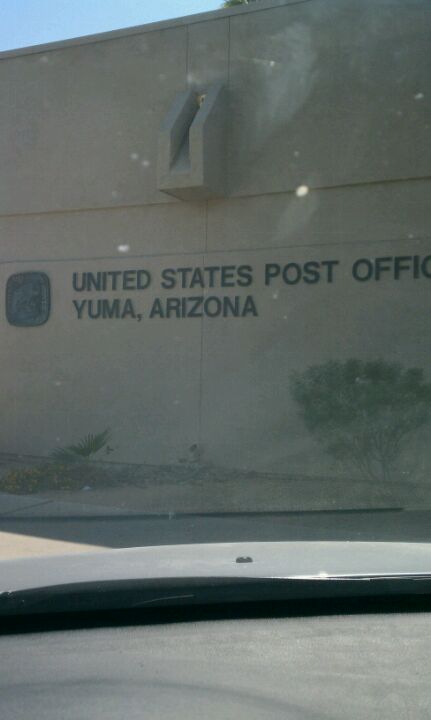 UNITED STATES POST OFFIC
YUMA, ARIZONA